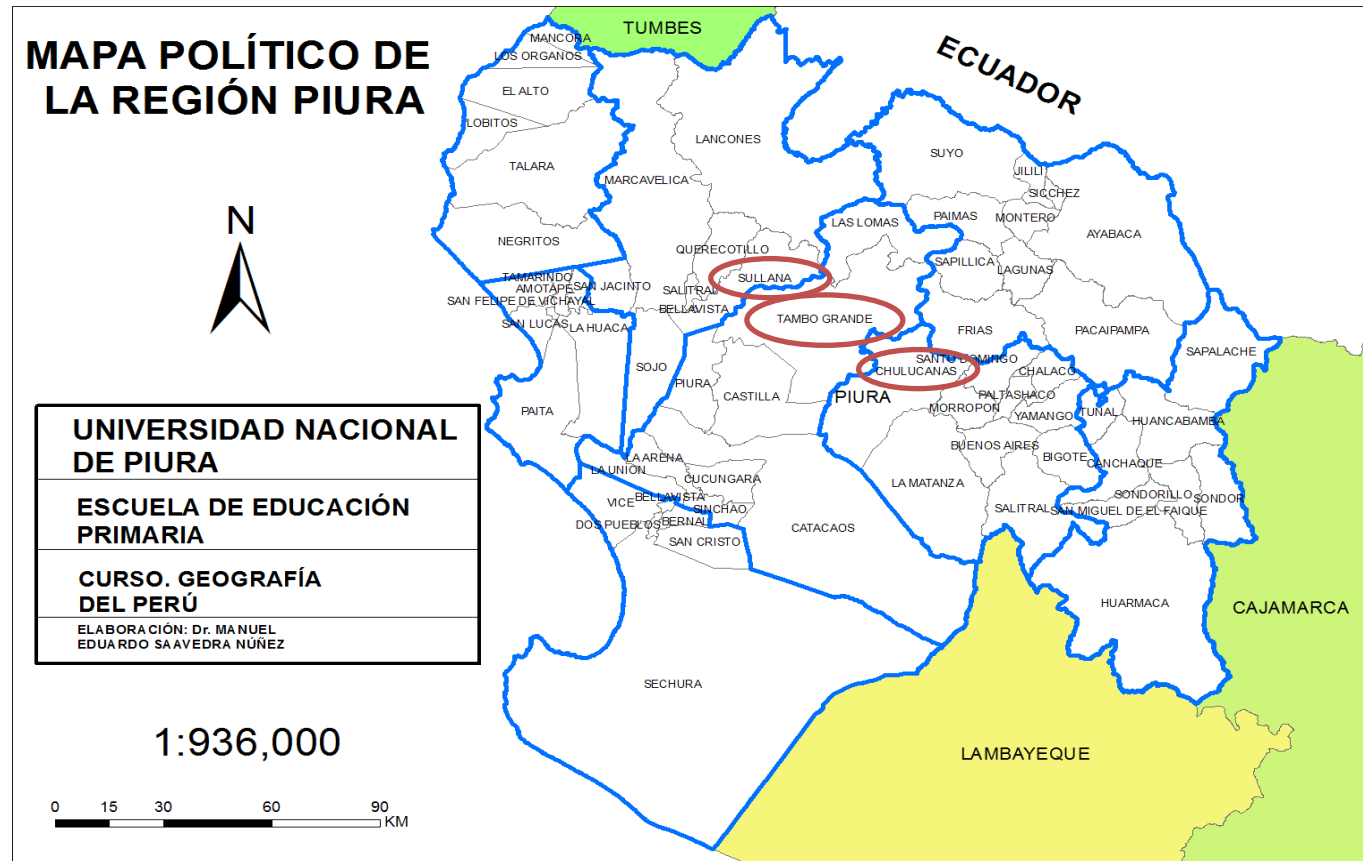 MAPA POLÍTICO DE
LA REGIÓN PIURA
N
TUMBES
ECUADOR
MANCORA
LOS ORGANOS
EL ALTO
LOBITOS
TALARA
NEGRITOS
LANCONES
MARCAVELICA
SUYO
JILILI
SICCHEZ
PAIMAS
MONTERO
AYABACA
LAS LOMAS
QUERECOTILLO
SULLANA
SAPILLICA
LAGUNAS
TAMARINDO
AMOTAPE
SAN JACINTO
SALITRAL
SAN FELIPE DE VICHAYAL
BELLAVISTA
SAN LUCAS
LA HUACA
TAMBO GRANDE
FRIAS
PACAIPAMPA
SAPALACHE
SANTO DOMINGO
CHULUCANAS
CHALACO
SOJO
PIURA
CASTILLA
PIURA
PALTASHACO
MORROPON
YAMANGO
TUNAL
HUANCABAMBA
PAITA
BUENOS AIRES
BIGOTE
CANCHAQUE
LA ARENA
LA UNION
CUCUNGARA
LA MATANZA
SONDORILLO
SONDOR
VICE
BELLAVISTA
SINCHAO
SALITRAL
SAN MIGUEL DE EL FAIQUE
DOS PUEBLOS
BERNAL
CATACAOS
SAN CRISTO
HUARMACA
CAJAMARCA
SECHURA
LAMBAYEQUE
UNIVERSIDAD NACIONAL
DE PIURA
ESCUELA DE EDUCACIÓN
PRIMARIA
CURSO. GEOGRAFÍA
DEL PERÚ
ELABORACIÓN: Dr. MANUEL
EDUARDO SAAVEDRA NÚÑEZ
1:936,000
0 15 30 60 90
KM